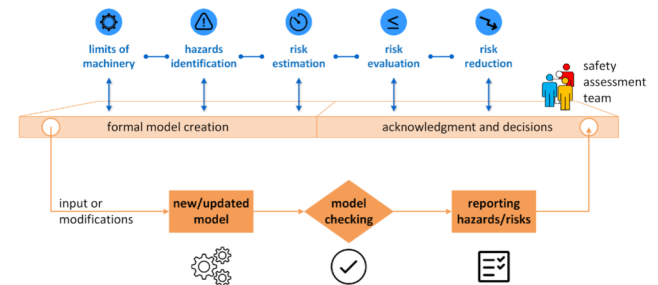 limits of
machinery
hazards
identification
risk
estimation
risk
evaluation
risk
reduction
safety
assessment
team
formal model creation
acknowledgment and decisions
input or
modifications
new/updated
model
model
checking
reporting
hazards/risks